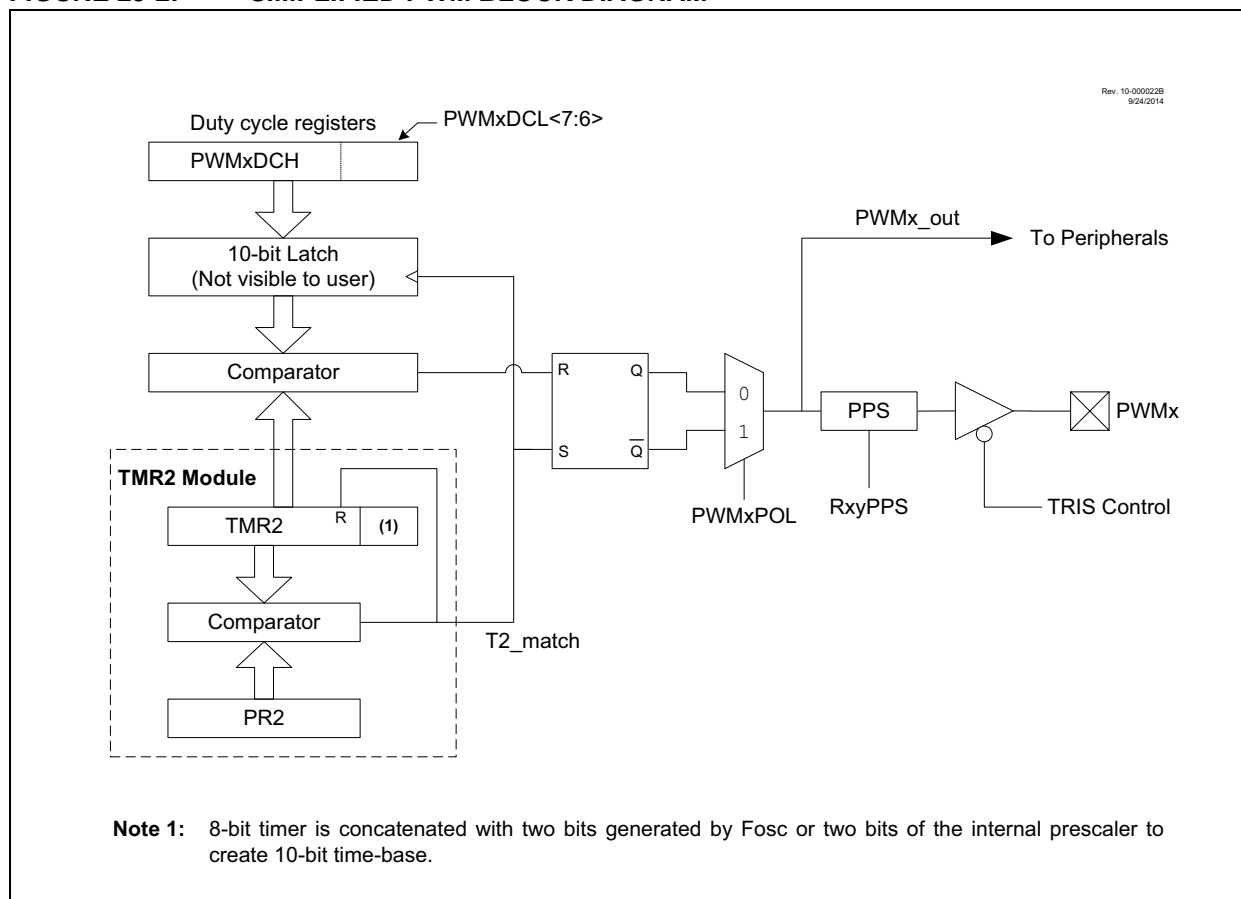 Rev. 10-000022B
9/24/2014
Duty cycle registers
PWMxDCL<7:6>
PWMxDCH
10-bit Latch
(Not visible to user)
Comparator
PWMx_out
To Peripherals
R
Q
S
Q̅
0
1
PPS
PWMx
PWMxPOL
RxyPPS
TRIS Control
TMR2 Module
TMR2
R
(1)
Comparator
T2_match
PR2
Note 1: 8-bit timer is concatenated with two bits generated by Fosc or two bits of the internal prescaler to
create 10-bit time-base.